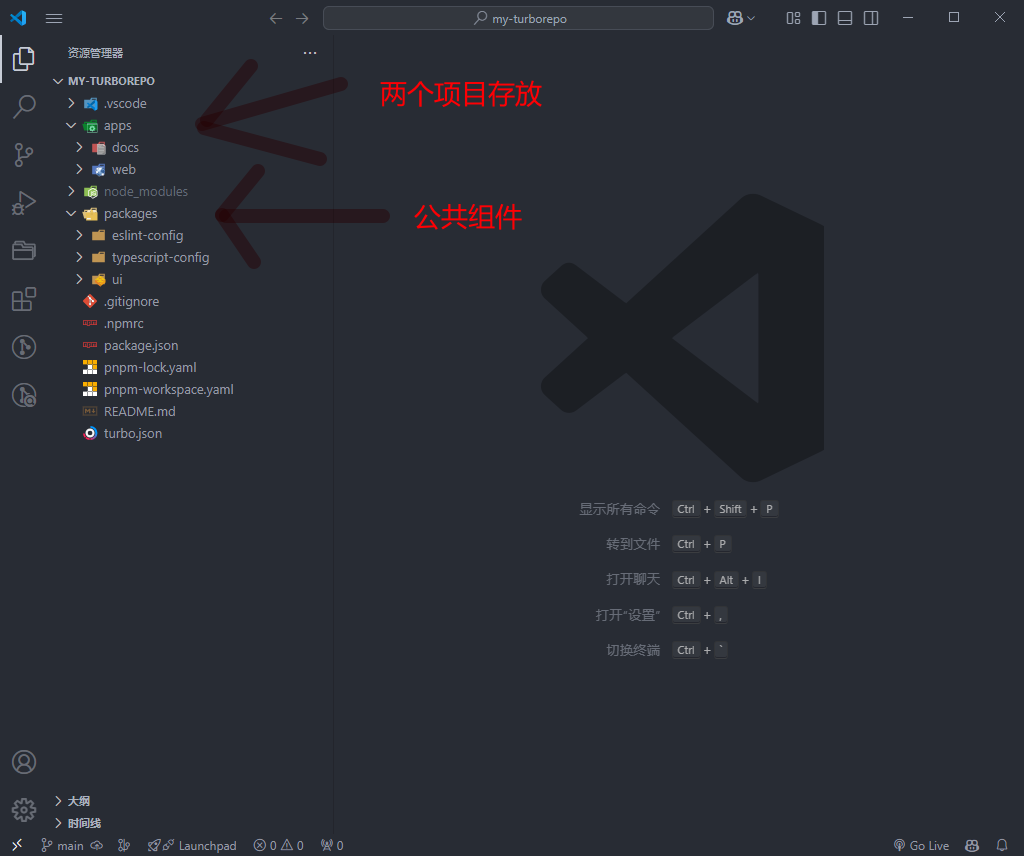 my-turborepo
资源管理器
MY-TURBOREPO
.vscode
apps
docs
web
node_modules
packages
eslint-config
typescript-config
ui
.gitignore
.npmrc
package.json
pnpm-lock.yaml
pnpm-workspace.yaml
README.md
turbo.json
两个项目存放
公共组件
显示所有命令 Ctrl + Shift + P
转到文件 Ctrl + P
打开聊天 Ctrl + Alt + I
打开“设置” Ctrl + ,
切换终端 Ctrl + `
大纲
时间线
main Launchpad 0 0 0 Go Live